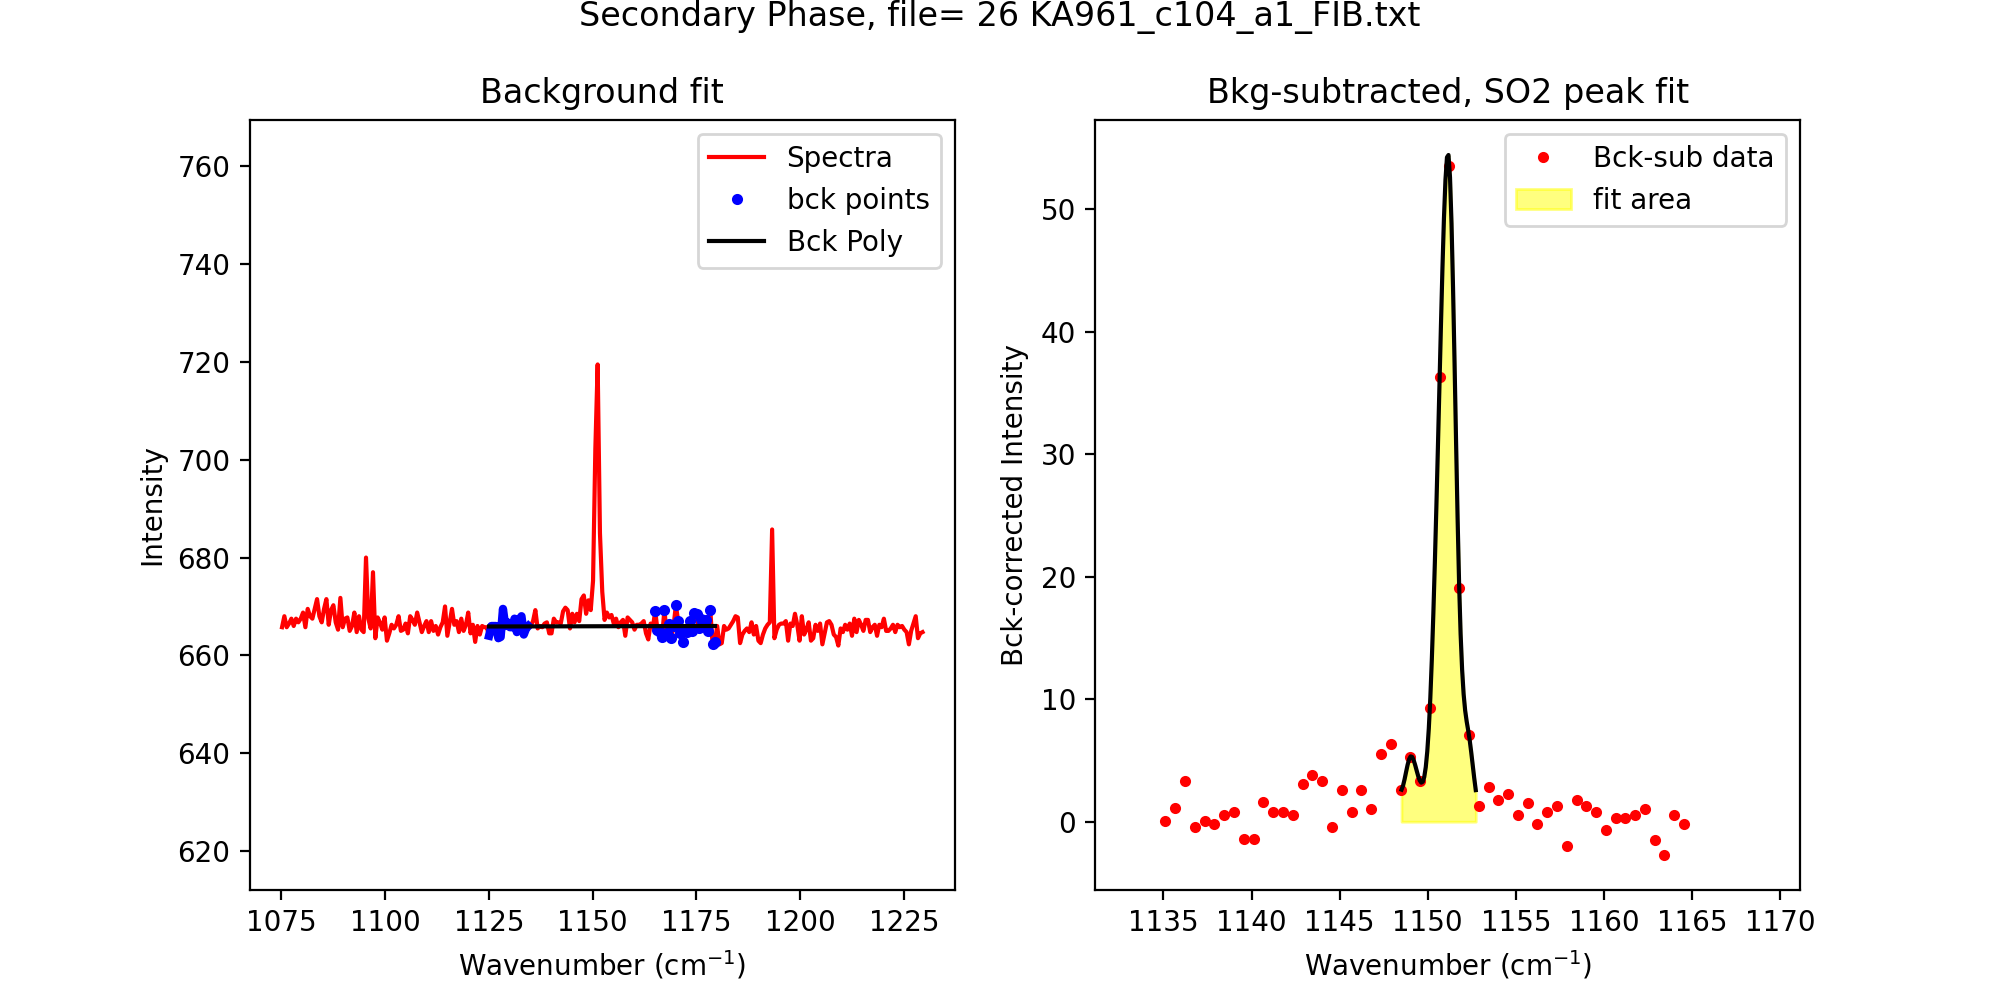 Secondary Phase, file= 26 KA961_c104_a1_FIB.txt
Background fit
Spectra
bck points
Bck Poly
760
740
720
700
680
660
640
620
Intensity
1075 1100 1125 1150 1175 1200 1225
Wavenumber (cm⁻¹)
Bkg-subtracted, SO2 peak fit
Bck-sub data
fit area
50
40
30
20
10
0
Bck-corrected Intensity
1135 1140 1145 1150 1155 1160 1165 1170
Wavenumber (cm⁻¹)